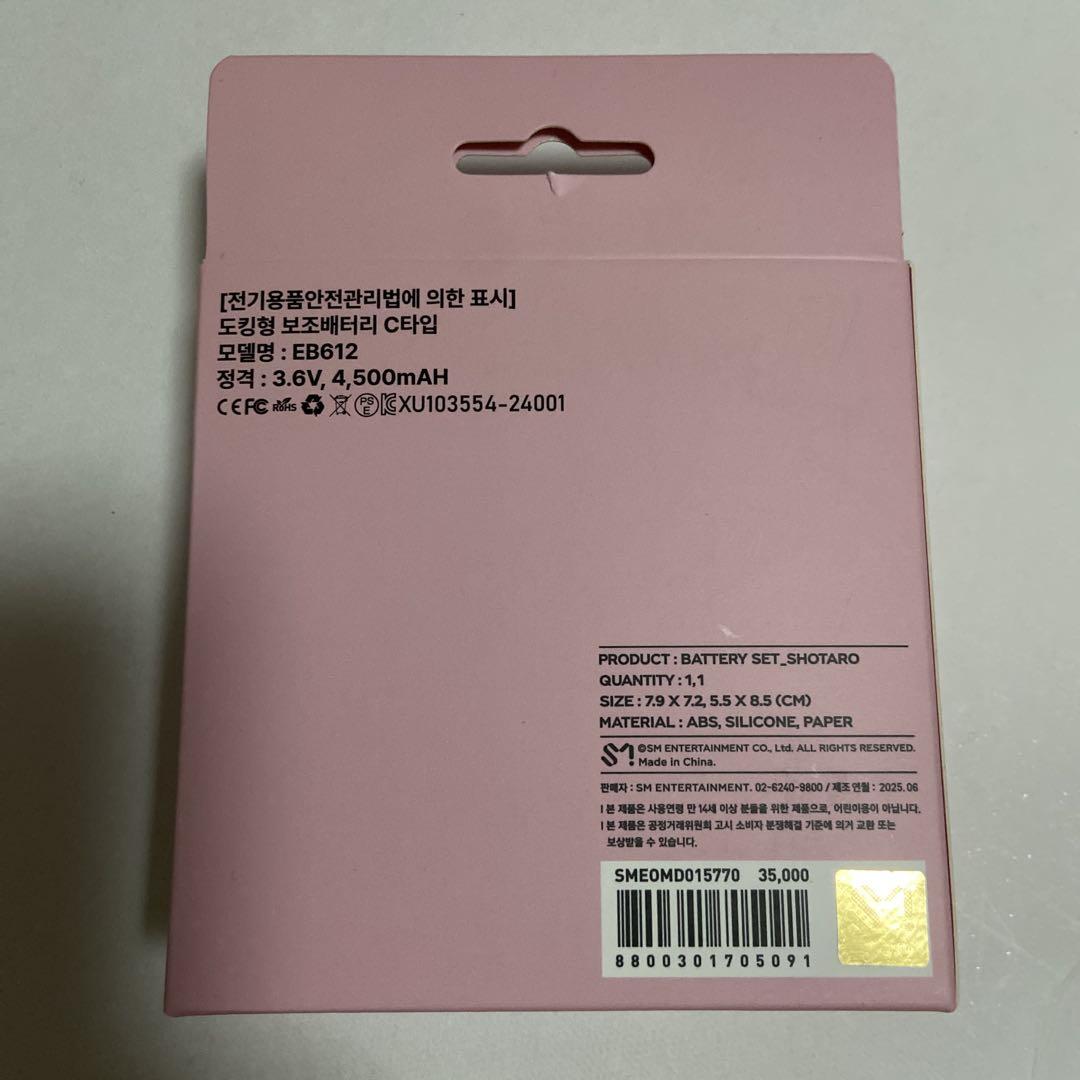 [전기용품안전관리법에 의한 표시]
도킹형 보조배터리 C타입
모델명 : EB612
정격 : 3.6V, 4,500mAH
CE FC RoHS PSE XU103554-24001
PRODUCT : BATTERY SET_SHOTARO
QUANTITY : 1,1
SIZE : 7.9 X 7.2, 5.5 X 8.5 (CM)
MATERIAL : ABS, SILICONE, PAPER
SM ©SM ENTERTAINMENT CO., Ltd. ALL RIGHTS RESERVED.
Made in China.
판매자 : SM ENTERTAINMENT. 02-6240-9800 / 제조 연월 : 2025.06
I 본 제품은 사용연령 만 14세 이상 분들을 위한 제품으로, 어린이용이 아닙니다.
I 본 제품은 공정거래위원회 고시 소비자 분쟁해결 기준에 의거 교환 또는
보상받을 수 있습니다.
SMEOMD015770 35,000
8800301705091